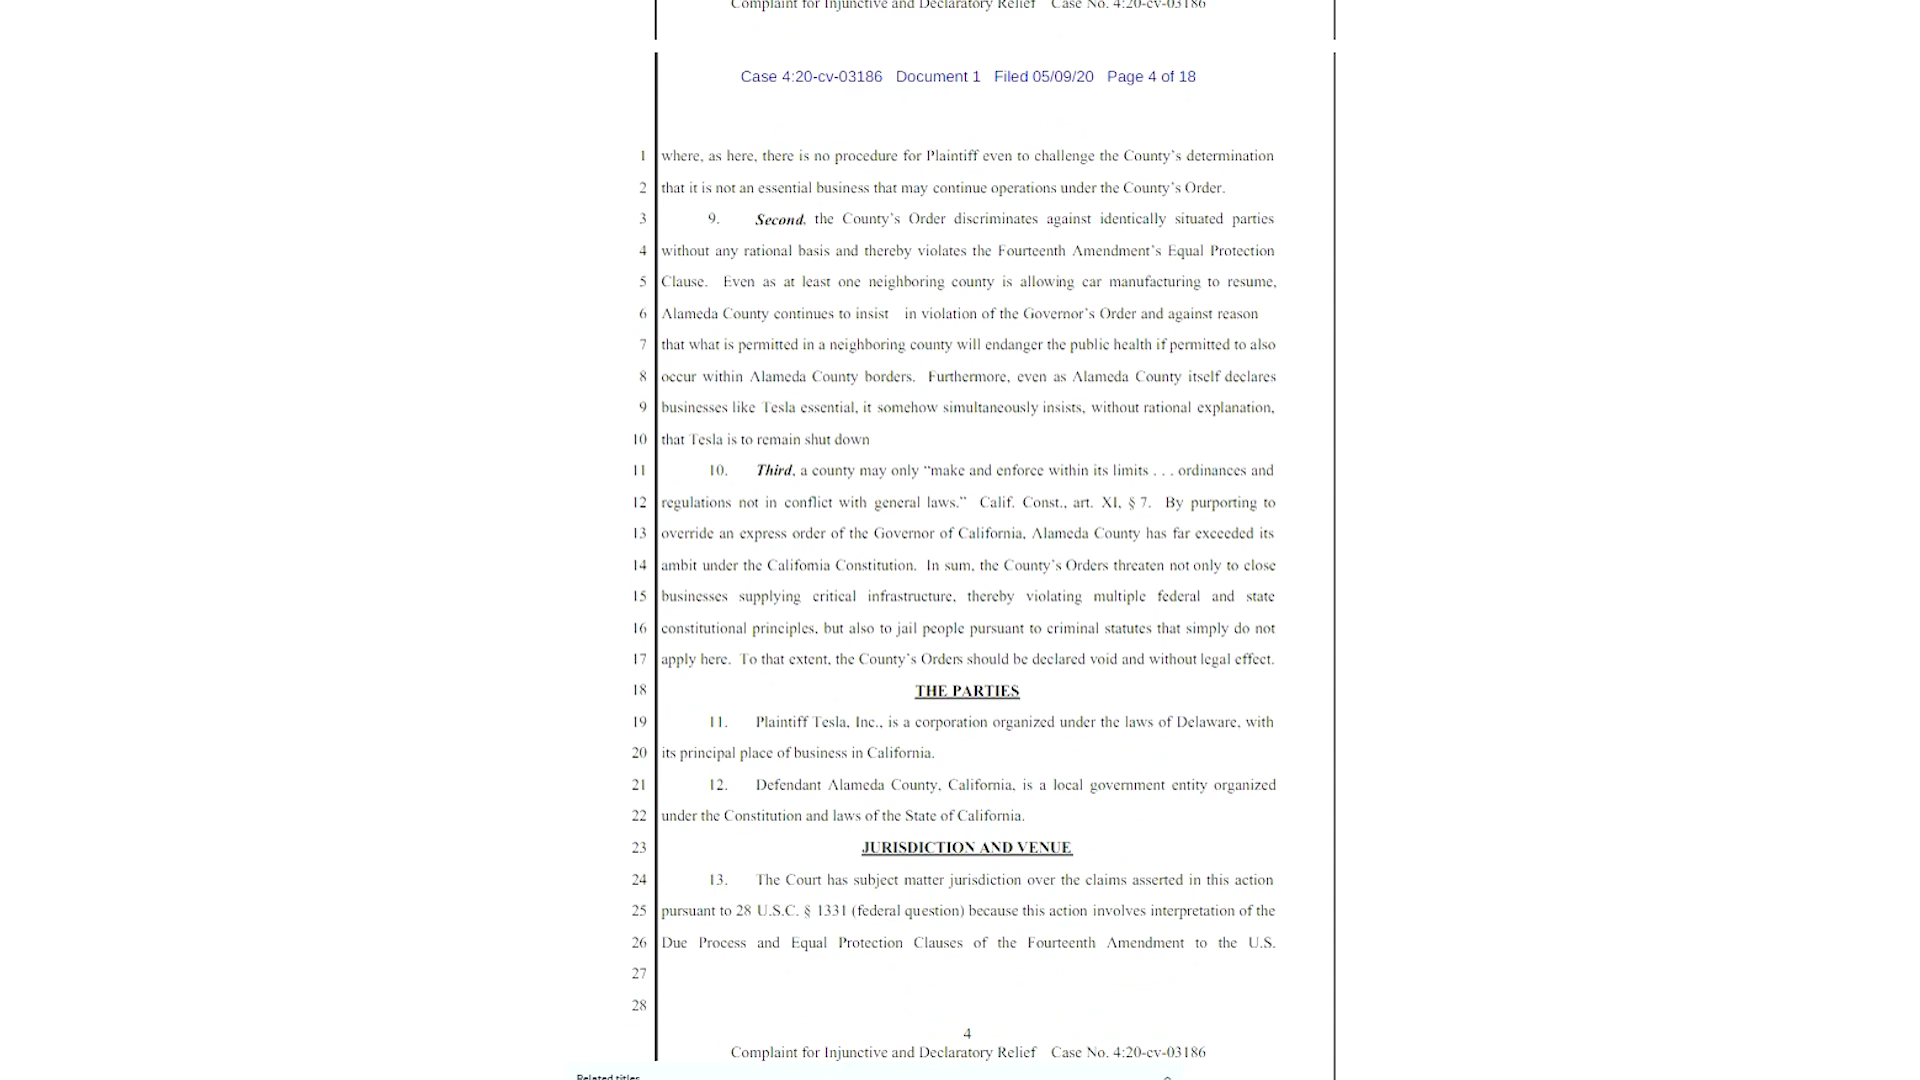 Complaint for Injunctive and Declaratory Relief Case No. 4:20-cv-03186
Case 4:20-cv-03186 Document 1 Filed 05/09/20 Page 4 of 18
1 where, as here, there is no procedure for Plaintiff even to challenge the County's determination
2 that it is not an essential business that may continue operations under the County's Order.
3 9. Second, the County's Order discriminates against identically situated parties
4 without any rational basis and thereby violates the Fourteenth Amendment's Equal Protection
5 Clause. Even as at least one neighboring county is allowing car manufacturing to resume,
6 Alameda County continues to insist in violation of the Governor's Order and against reason
7 that what is permitted in a neighboring county will endanger the public health if permitted to also
8 occur within Alameda County borders. Furthermore, even as Alameda County itself declares
9 businesses like Tesla essential, it somehow simultaneously insists, without rational explanation,
10 that Tesla is to remain shut down
11 10. Third, a county may only “make and enforce within its limits . . . ordinances and
12 regulations not in conflict with general laws.” Calif. Const., art. XI, § 7. By purporting to
13 override an express order of the Governor of California, Alameda County has far exceeded its
14 ambit under the California Constitution. In sum, the County's Orders threaten not only to close
15 businesses supplying critical infrastructure, thereby violating multiple federal and state
16 constitutional principles, but also to jail people pursuant to criminal statutes that simply do not
17 apply here. To that extent, the County's Orders should be declared void and without legal effect.
18 THE PARTIES
19 11. Plaintiff Tesla, Inc., is a corporation organized under the laws of Delaware, with
20 its principal place of business in California.
21 12. Defendant Alameda County, California, is a local government entity organized
22 under the Constitution and laws of the State of California.
23 JURISDICTION AND VENUE
24 13. The Court has subject matter jurisdiction over the claims asserted in this action
25 pursuant to 28 U.S.C. § 1331 (federal question) because this action involves interpretation of the
26 Due Process and Equal Protection Clauses of the Fourteenth Amendment to the U.S.
27
28
4
Complaint for Injunctive and Declaratory Relief Case No. 4:20-cv-03186
Related titles